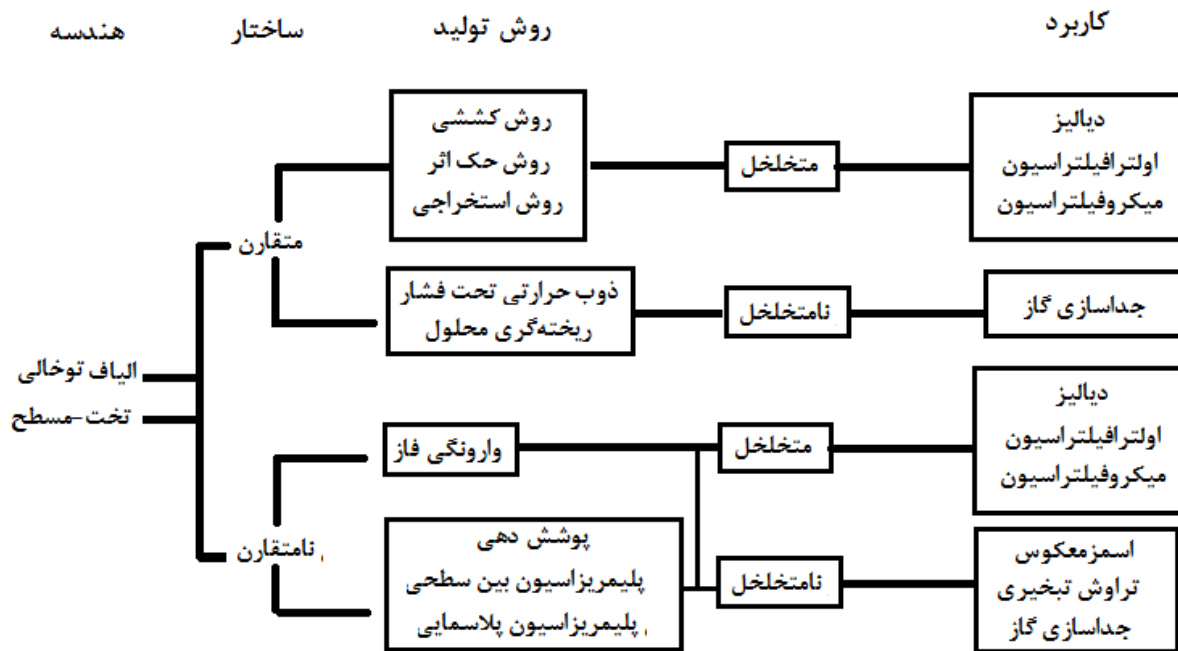 هندسه
ساختار
روش تولید
کاربرد
روش کششی
روش حک اثر
روش استخراجی
متخلخل
دیالیز
اولترافیلتراسیون
میکروفیلتراسیون
متقارن
ذوب حرارتی تحت فشار
ریخته‌گری محلول
نامتخلخل
جداسازی گاز
الیاف توخالی
تخت-مسطح
وارونگی فاز
متخلخل
دیالیز
اولترافیلتراسیون
میکروفیلتراسیون
نامتقارن
پوشش دهی
پلیمریزاسیون بین سطحی
پلیمریزاسیون پلاسمایی
نامتخلخل
اسمزمعکوس
تراوش تبخیری
جداسازی گاز